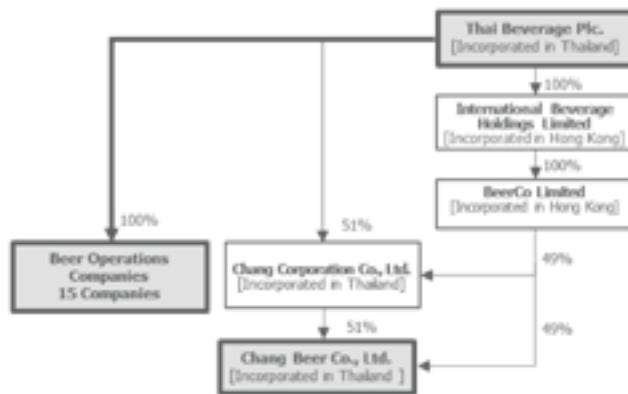 Thai Beverage Plc.
[Incorporated in Thailand]
100%
International Beverage
Holdings Limited
[Incorporated in Hong Kong]
100%
BeerCo Limited
[Incorporated in Hong Kong]
100%
51%
49%
Beer Operations
Companies
15 Companies
Chang Corporation Co., Ltd.
[Incorporated in Thailand]
51%
49%
Chang Beer Co., Ltd.
[Incorporated in Thailand ]